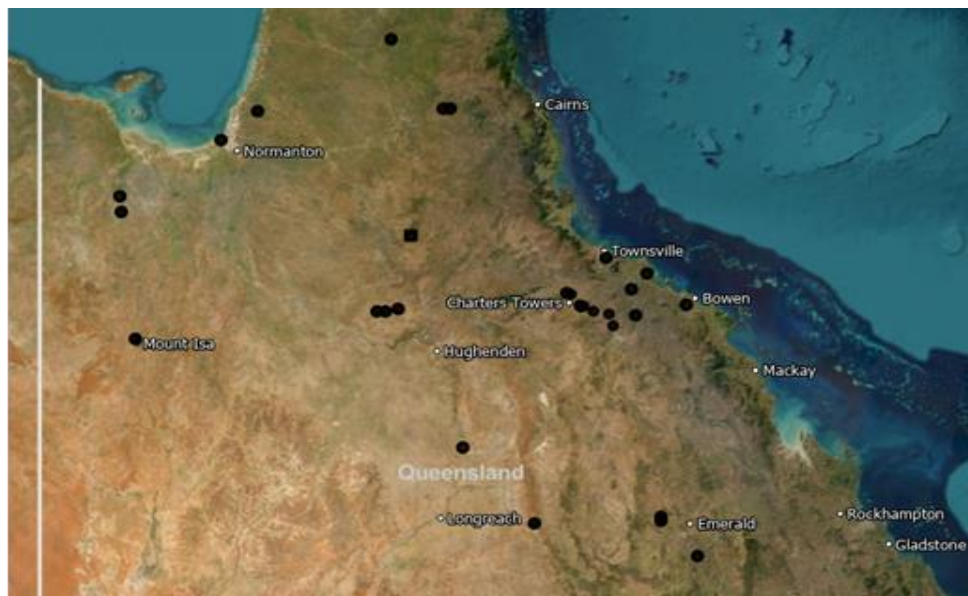 Cairns
Normanton
Townsville
Charters Towers
Bowen
Mount Isa
Hughenden
Mackay
Queensland
Longreach
Rockhampton
Emerald
Gladstone